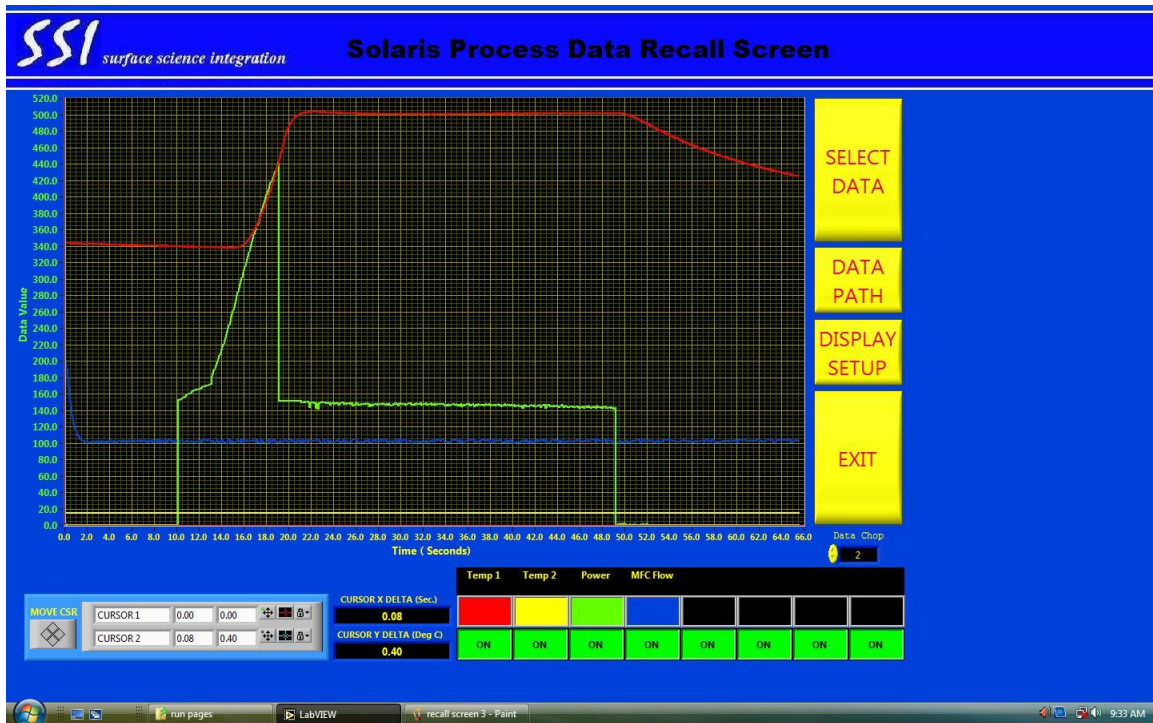 SSI surface science integration
Solaris Process Data Recall Screen
520.0
500.0
480.0
460.0
440.0
420.0
400.0
380.0
360.0
340.0
320.0
300.0
280.0
260.0
240.0
220.0
200.0
180.0
160.0
140.0
120.0
100.0
80.0
60.0
40.0
20.0
0.0
Data Value
0.0 2.0 4.0 6.0 8.0 10.0 12.0 14.0 16.0 18.0 20.0 22.0 24.0 26.0 28.0 30.0 32.0 34.0 36.0 38.0 40.0 42.0 44.0 46.0 48.0 50.0 52.0 54.0 56.0 58.0 60.0 62.0 64.0 66.0
Time ( Seconds)
SELECT
DATA
DATA
PATH
DISPLAY
SETUP
EXIT
Data Chop
2
Temp 1 Temp 2 Power MFC Flow
ON ON ON ON ON ON ON ON
MOVE CSR
CURSOR 1 0.00 0.00
CURSOR 2 0.08 0.40
CURSOR X DELTA (Sec.)
0.08
CURSOR Y DELTA (Deg C)
0.40
run pages
LabVIEW
recall screen 3 - Paint
9:33 AM